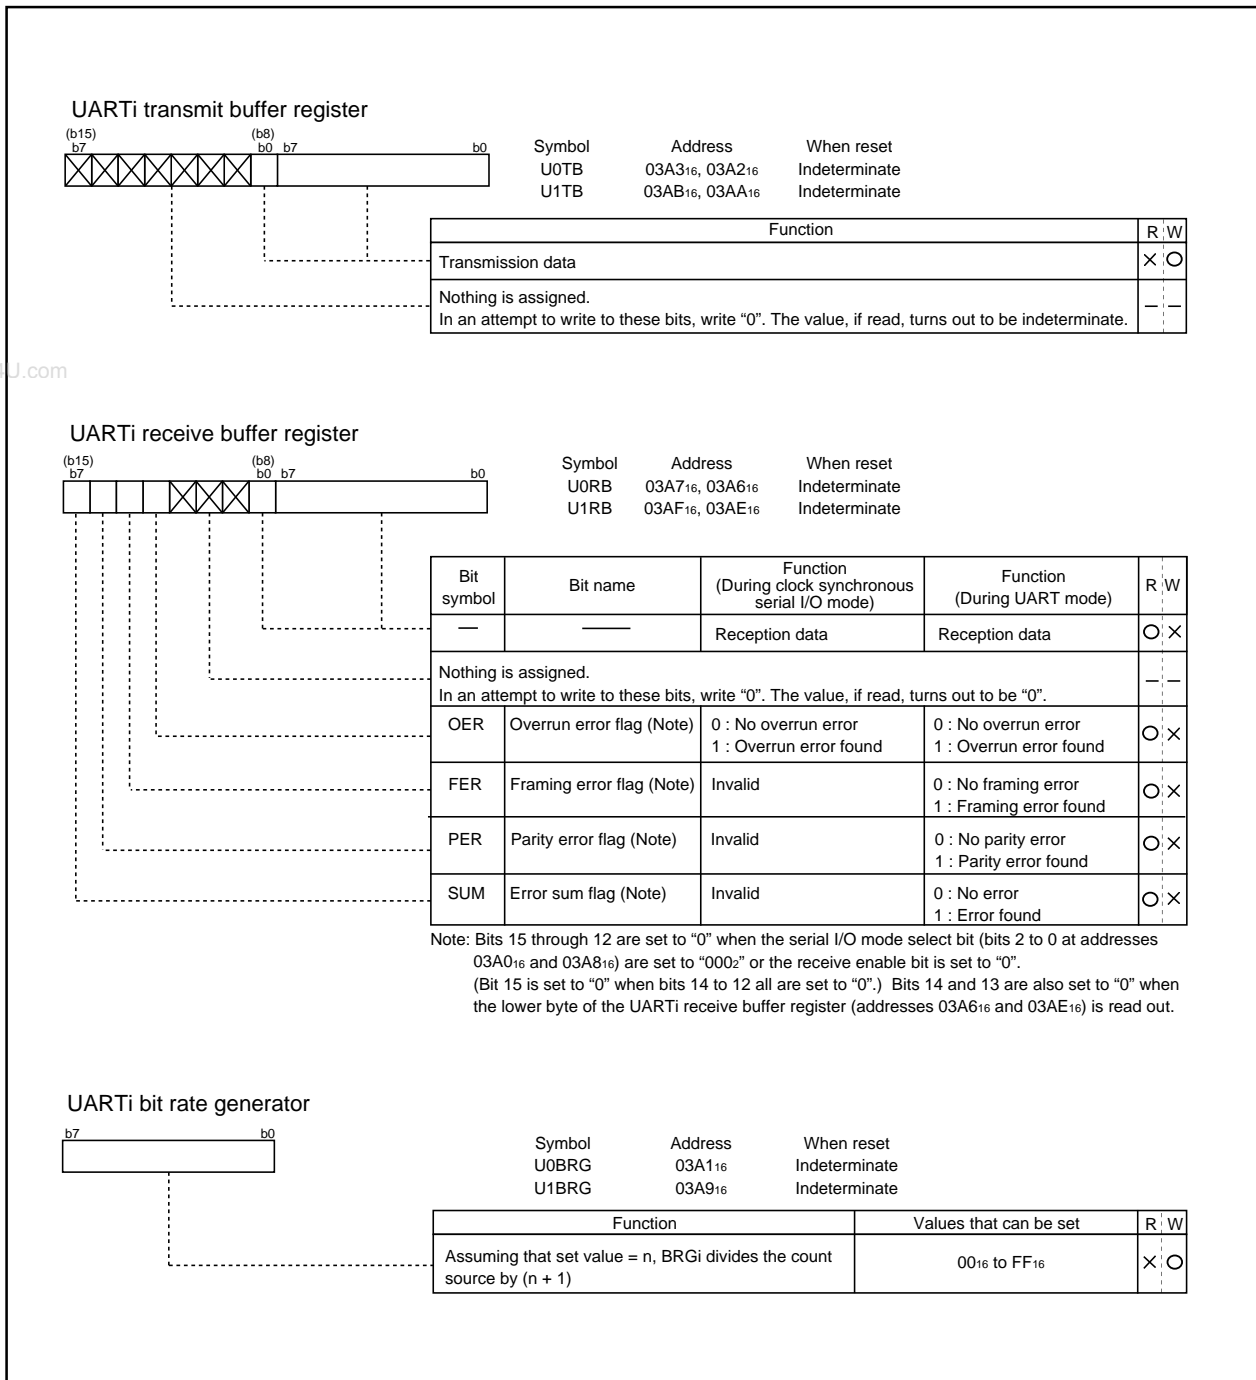 UARTi transmit buffer register
(b15) (b8)
b7 b0 b7 b0
Symbol Address When reset
U0TB 03A3₁₆, 03A2₁₆ Indeterminate
U1TB 03AB₁₆, 03AA₁₆ Indeterminate
Function R W
Transmission data × ○
Nothing is assigned.
In an attempt to write to these bits, write “0”. The value, if read, turns out to be indeterminate. – –
4U.com
UARTi receive buffer register
(b15) (b8)
b7 b0 b7 b0
Symbol Address When reset
U0RB 03A7₁₆, 03A6₁₆ Indeterminate
U1RB 03AF₁₆, 03AE₁₆ Indeterminate
Bit symbol Bit name Function (During clock synchronous serial I/O mode) Function (During UART mode) R W
— — Reception data Reception data ○ ×
Nothing is assigned.
In an attempt to write to these bits, write “0”. The value, if read, turns out to be “0”. – –
OER Overrun error flag (Note) 0 : No overrun error 0 : No overrun error ○ ×
1 : Overrun error found 1 : Overrun error found
FER Framing error flag (Note) Invalid 0 : No framing error ○ ×
1 : Framing error found
PER Parity error flag (Note) Invalid 0 : No parity error ○ ×
1 : Parity error found
SUM Error sum flag (Note) Invalid 0 : No error ○ ×
1 : Error found
Note: Bits 15 through 12 are set to “0” when the serial I/O mode select bit (bits 2 to 0 at addresses
03A0₁₆ and 03A8₁₆) are set to “000₂” or the receive enable bit is set to “0”.
(Bit 15 is set to “0” when bits 14 to 12 all are set to “0”.) Bits 14 and 13 are also set to “0” when
the lower byte of the UARTi receive buffer register (addresses 03A6₁₆ and 03AE₁₆) is read out.
UARTi bit rate generator
b7 b0
Symbol Address When reset
U0BRG 03A1₁₆ Indeterminate
U1BRG 03A9₁₆ Indeterminate
Function Values that can be set R W
Assuming that set value = n, BRGi divides the count
source by (n + 1) 00₁₆ to FF₁₆ × ○